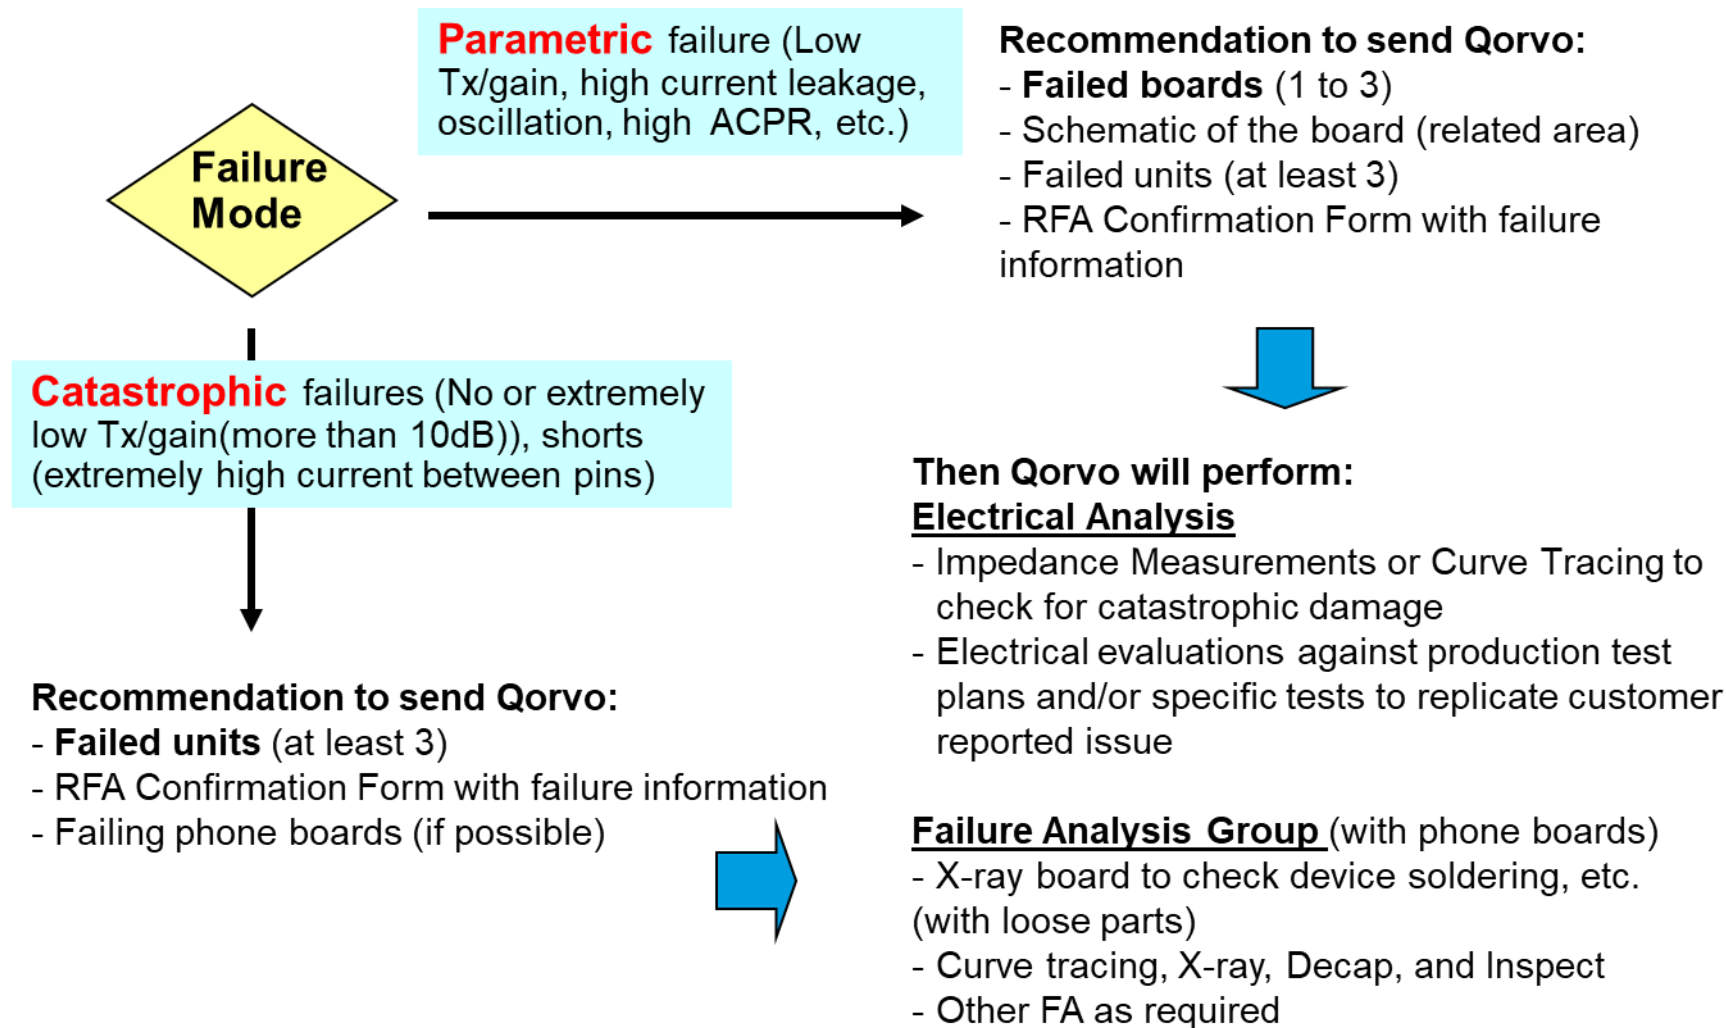 Failure
Mode
Parametric failure (Low
Tx/gain, high current leakage,
oscillation, high ACPR, etc.)
Recommendation to send Qorvo:
- Failed boards (1 to 3)
- Schematic of the board (related area)
- Failed units (at least 3)
- RFA Confirmation Form with failure
information
Catastrophic failures (No or extremely
low Tx/gain(more than 10dB)), shorts
(extremely high current between pins)
Recommendation to send Qorvo:
- Failed units (at least 3)
- RFA Confirmation Form with failure information
- Failing phone boards (if possible)
Then Qorvo will perform:
Electrical Analysis
- Impedance Measurements or Curve Tracing to
check for catastrophic damage
- Electrical evaluations against production test
plans and/or specific tests to replicate customer
reported issue
Failure Analysis Group (with phone boards)
- X-ray board to check device soldering, etc.
(with loose parts)
- Curve tracing, X-ray, Decap, and Inspect
- Other FA as required